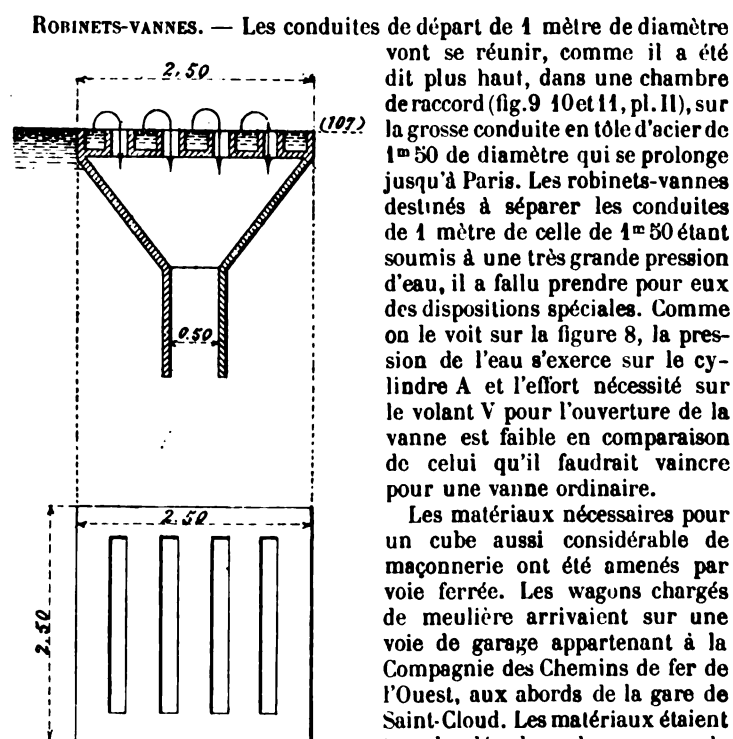 ROBINETS-VANNES. — Les conduites de départ de 1 mètre de diamètre
vont se réunir, comme il a été
dit plus haut, dans une chambre
de raccord (fig. 9 10 et 11, pl. II), sur
la grosse conduite en tôle d'acier de
1ᵐ 50 de diamètre qui se prolonge
jusqu'à Paris. Les robinets-vannes
destinés à séparer les conduites
de 1 mètre de celle de 1ᵐ 50 étant
soumis à une très grande pression
d'eau, il a fallu prendre pour eux
des dispositions spéciales. Comme
on le voit sur la figure 8, la pres-
sion de l'eau s'exerce sur le cy-
lindre A et l'effort nécessité sur
le volant V pour l'ouverture de la
vanne est faible en comparaison
de celui qu'il faudrait vaincre
pour une vanne ordinaire.
Les matériaux nécessaires pour
un cube aussi considérable de
maçonnerie ont été amenés par
voie ferrée. Les wagons chargés
de meulière arrivaient sur une
voie de garage appartenant à la
Compagnie des Chemins de fer de
l'Ouest, aux abords de la gare de
Saint-Cloud. Les matériaux étaient
2.50
(107)
0.50
2.50
2.50